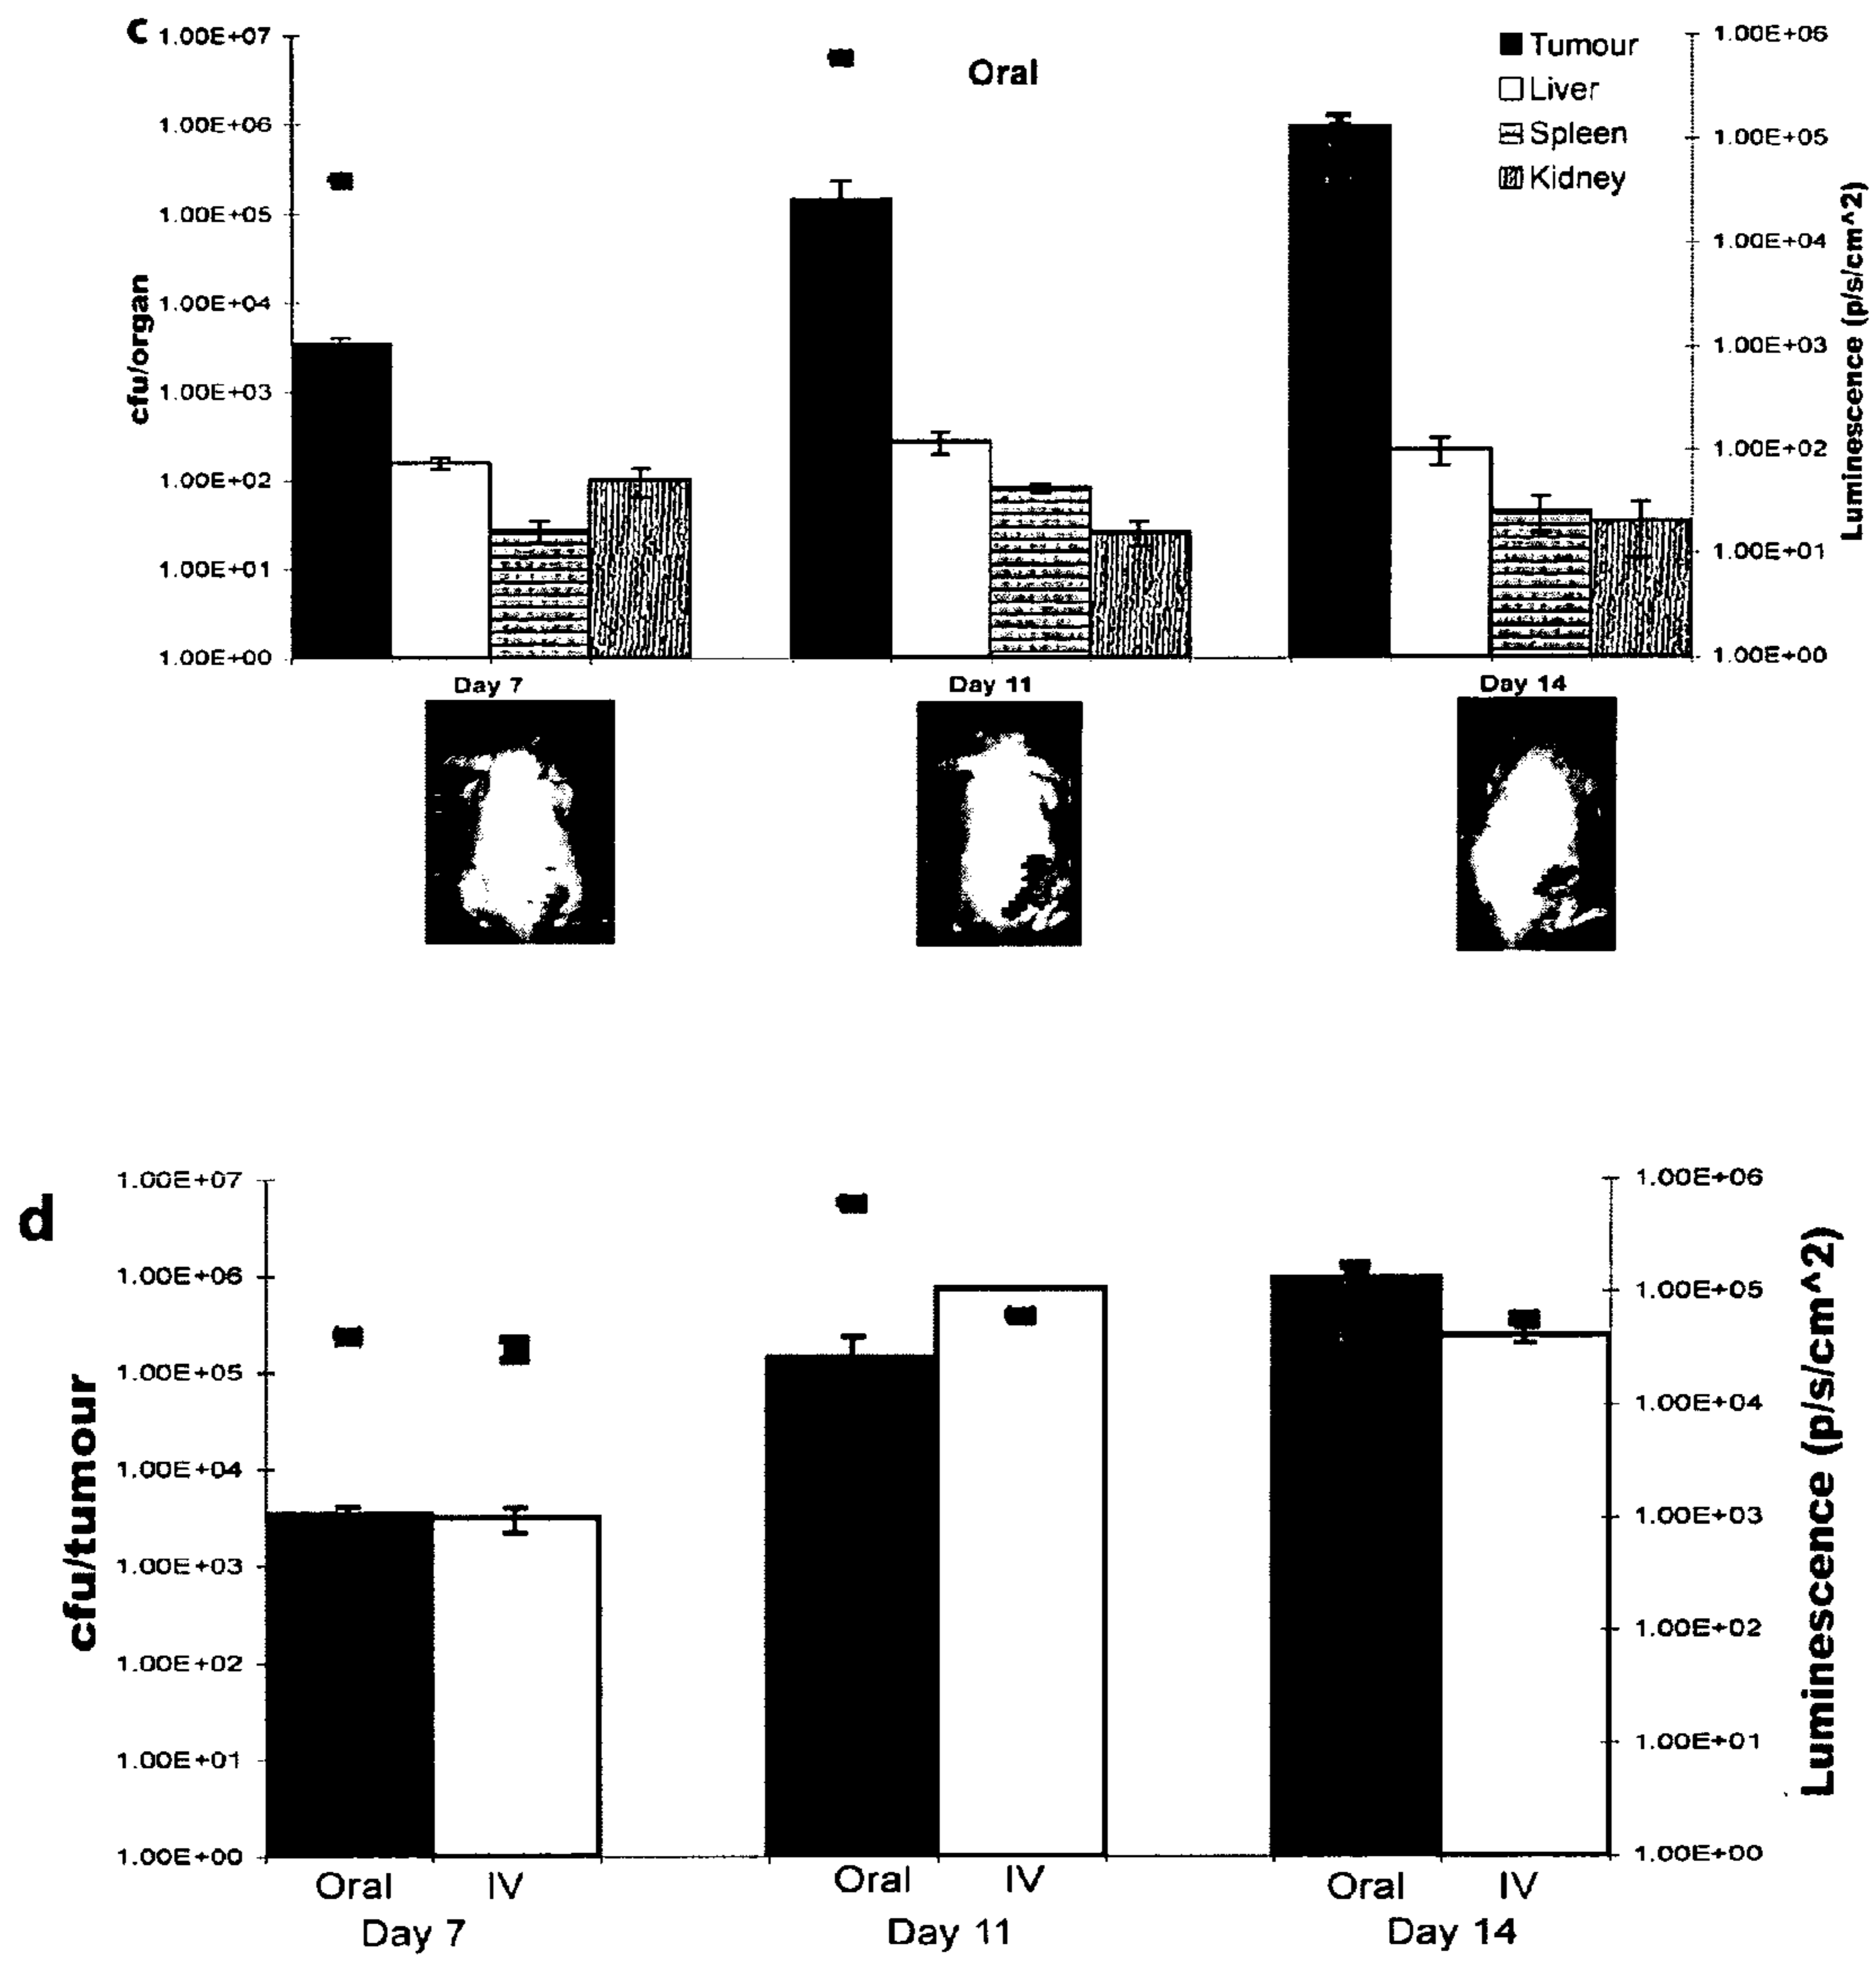 c
1.00E+07
1.00E+06
1.00E+05
1.00E+04
1.00E+03
1.00E+02
1.00E+01
1.00E+00
cfu/organ
Oral
Tumour
Liver
Spleen
Kidney
1.00E+06
1.00E+05
1.00E+04
1.00E+03
1.00E+02
1.00E+01
1.00E+00
Luminescence (p/s/cm^2)
Day 7
Day 11
Day 14
d
1.00E+07
1.00E+06
1.00E+05
1.00E+04
1.00E+03
1.00E+02
1.00E+01
1.00E+00
cfu/tumour
1.00E+06
1.00E+05
1.00E+04
1.00E+03
1.00E+02
1.00E+01
1.00E+00
Luminescence (p/s/cm^2)
Oral IV Oral IV Oral IV
Day 7 Day 11 Day 14